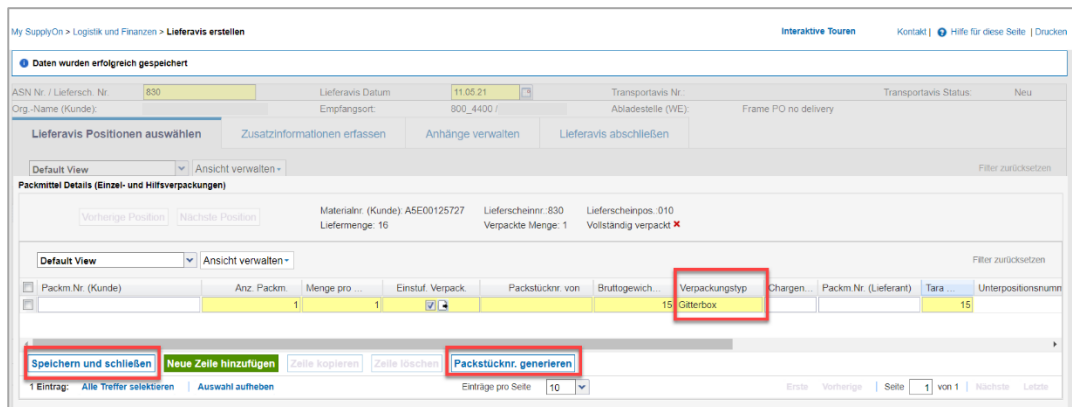 My SupplyOn > Logistik und Finanzen > Lieferavis erstellen Interaktive Touren Kontakt | Hilfe für diese Seite | Drucken
Daten wurden erfolgreich gespeichert
ASN Nr. / Liefersch. Nr. 830 Lieferavis Datum 11.05.21 Transportavis Nr.: Transportavis Status: Neu
Org.-Name (Kunde): Empfangsort: 800_4400 / Abladestelle (WE): Frame PO no delivery
Lieferavis Positionen auswählen Zusatzinformationen erfassen Anhänge verwalten Lieferavis abschließen
Default View Ansicht verwalten Filter zurücksetzen
Packmittel Details (Einzel- und Hilfsverpackungen)
Vorherige Position Nächste Position Materialnr. (Kunde): A5E00125727 Lieferscheinnr.:830 Lieferscheinpos.:010
Liefermenge: 16 Verpackte Menge: 1 Vollständig verpackt
Default View Ansicht verwalten Filter zurücksetzen
Packm.Nr. (Kunde) Anz. Packm. Menge pro ... Einstuf. Verpack. Packstücknr. von Bruttogewich... Verpackungstyp Chargen... Packm.Nr. (Lieferant) Tara ... Unterpositionsnumn
1 1 15 Gitterbox 15
Speichern und schließen Neue Zeile hinzufügen Zeile kopieren Zeile löschen Packstücknr. generieren
1 Eintrag: Alle Treffer selektieren | Auswahl aufheben Einträge pro Seite 10 Erste Vorherige | Seite 1 von 1 | Nächste Letzte